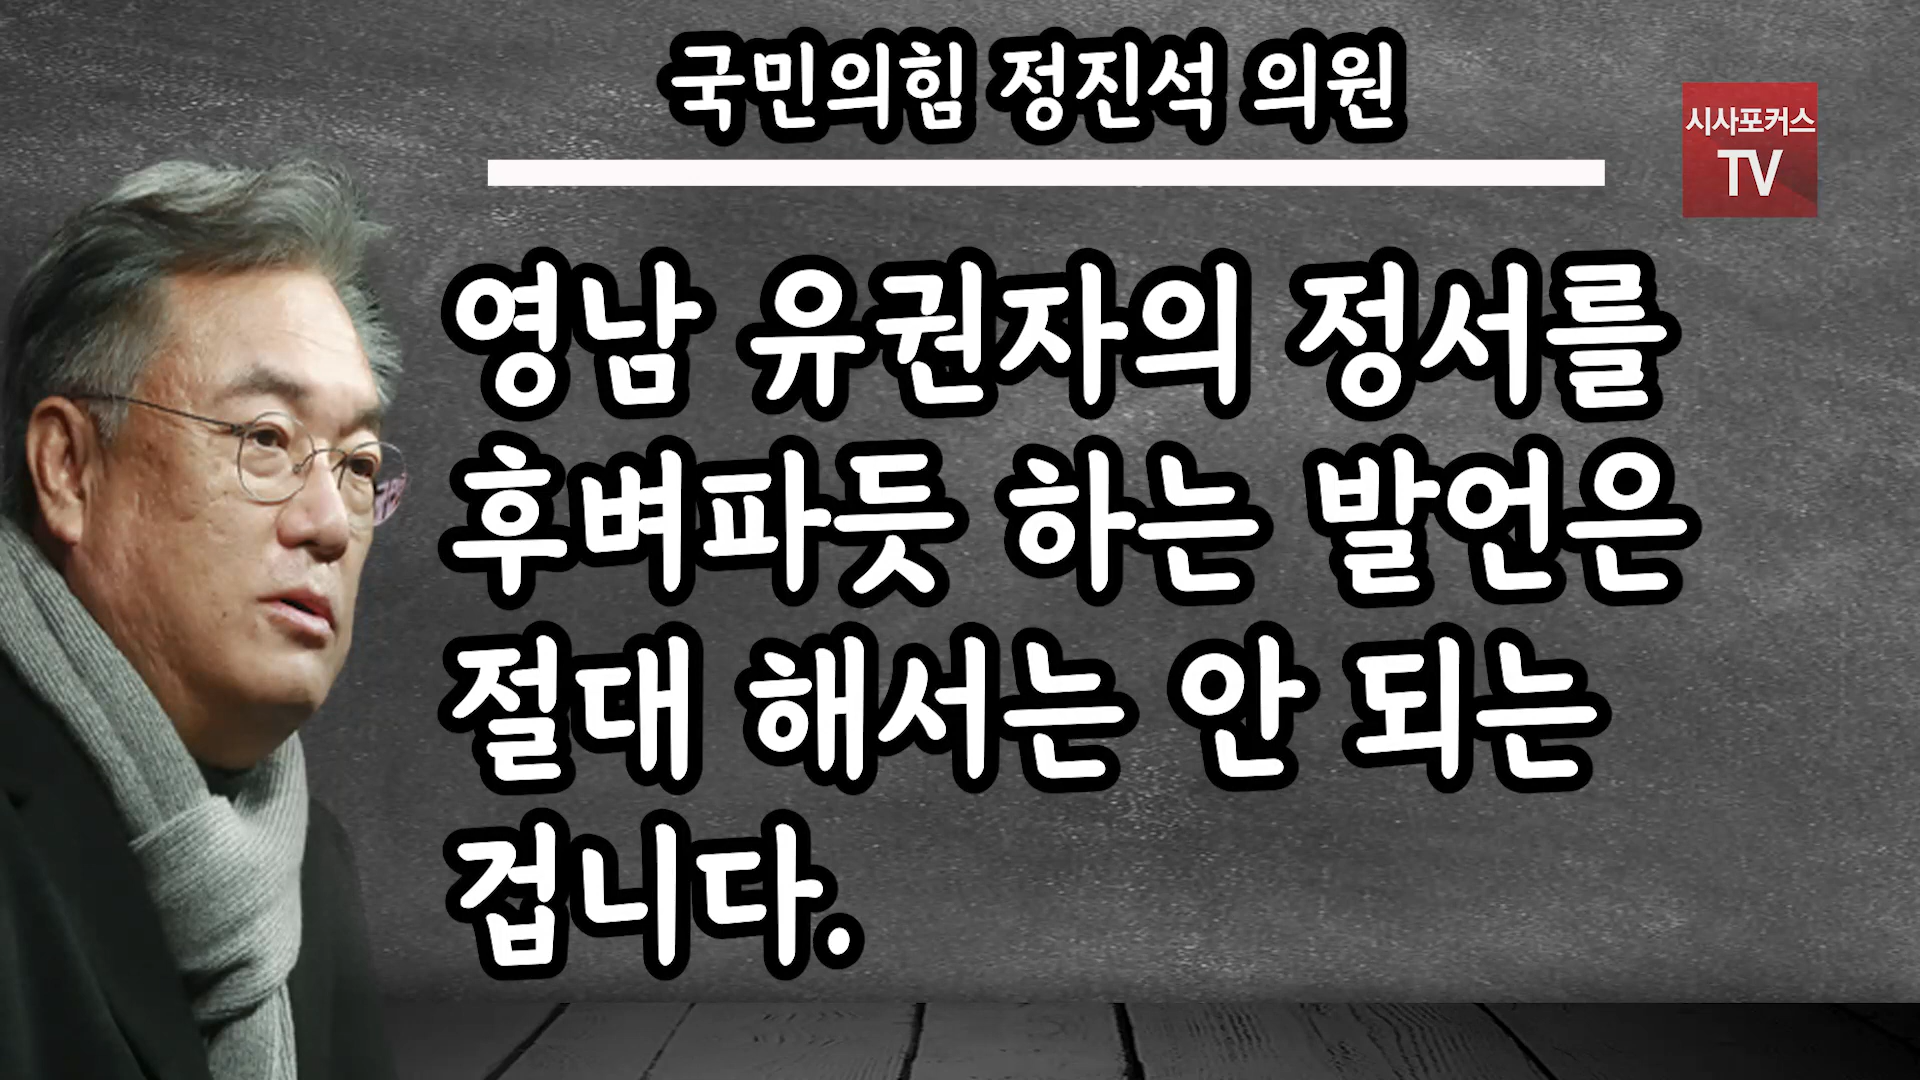 국민의힘 정진석 의원
시사포커스
TV
영남 유권자의 정서를
후벼파듯 하는 발언은
절대 해서는 안 되는
겁니다.